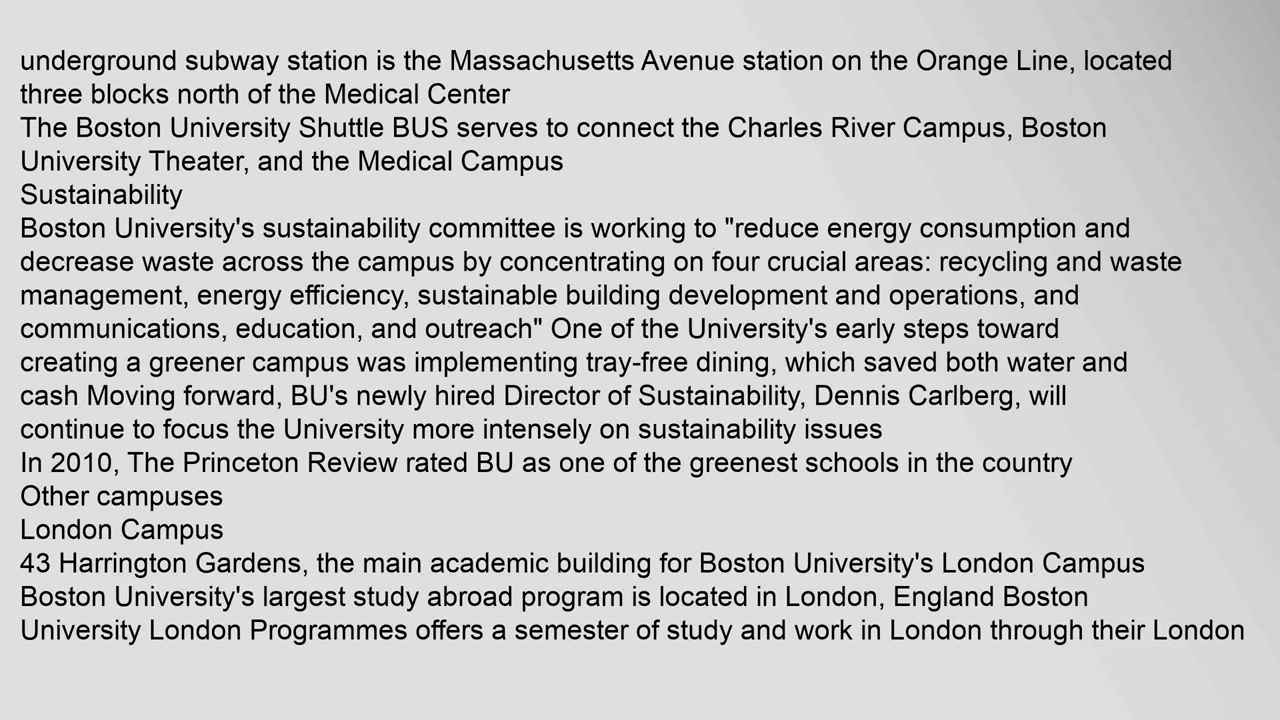 underground subway station is the Massachusetts Avenue station on the Orange Line, located
three blocks north of the Medical Center
The Boston University Shuttle BUS serves to connect the Charles River Campus, Boston
University Theater, and the Medical Campus
Sustainability
Boston University's sustainability committee is working to "reduce energy consumption and
decrease waste across the campus by concentrating on four crucial areas: recycling and waste
management, energy efficiency, sustainable building development and operations, and
communications, education, and outreach" One of the University's early steps toward
creating a greener campus was implementing tray-free dining, which saved both water and
cash Moving forward, BU's newly hired Director of Sustainability, Dennis Carlberg, will
continue to focus the University more intensely on sustainability issues
In 2010, The Princeton Review rated BU as one of the greenest schools in the country
Other campuses
London Campus
43 Harrington Gardens, the main academic building for Boston University's London Campus
Boston University's largest study abroad program is located in London, England Boston
University London Programmes offers a semester of study and work in London through their London